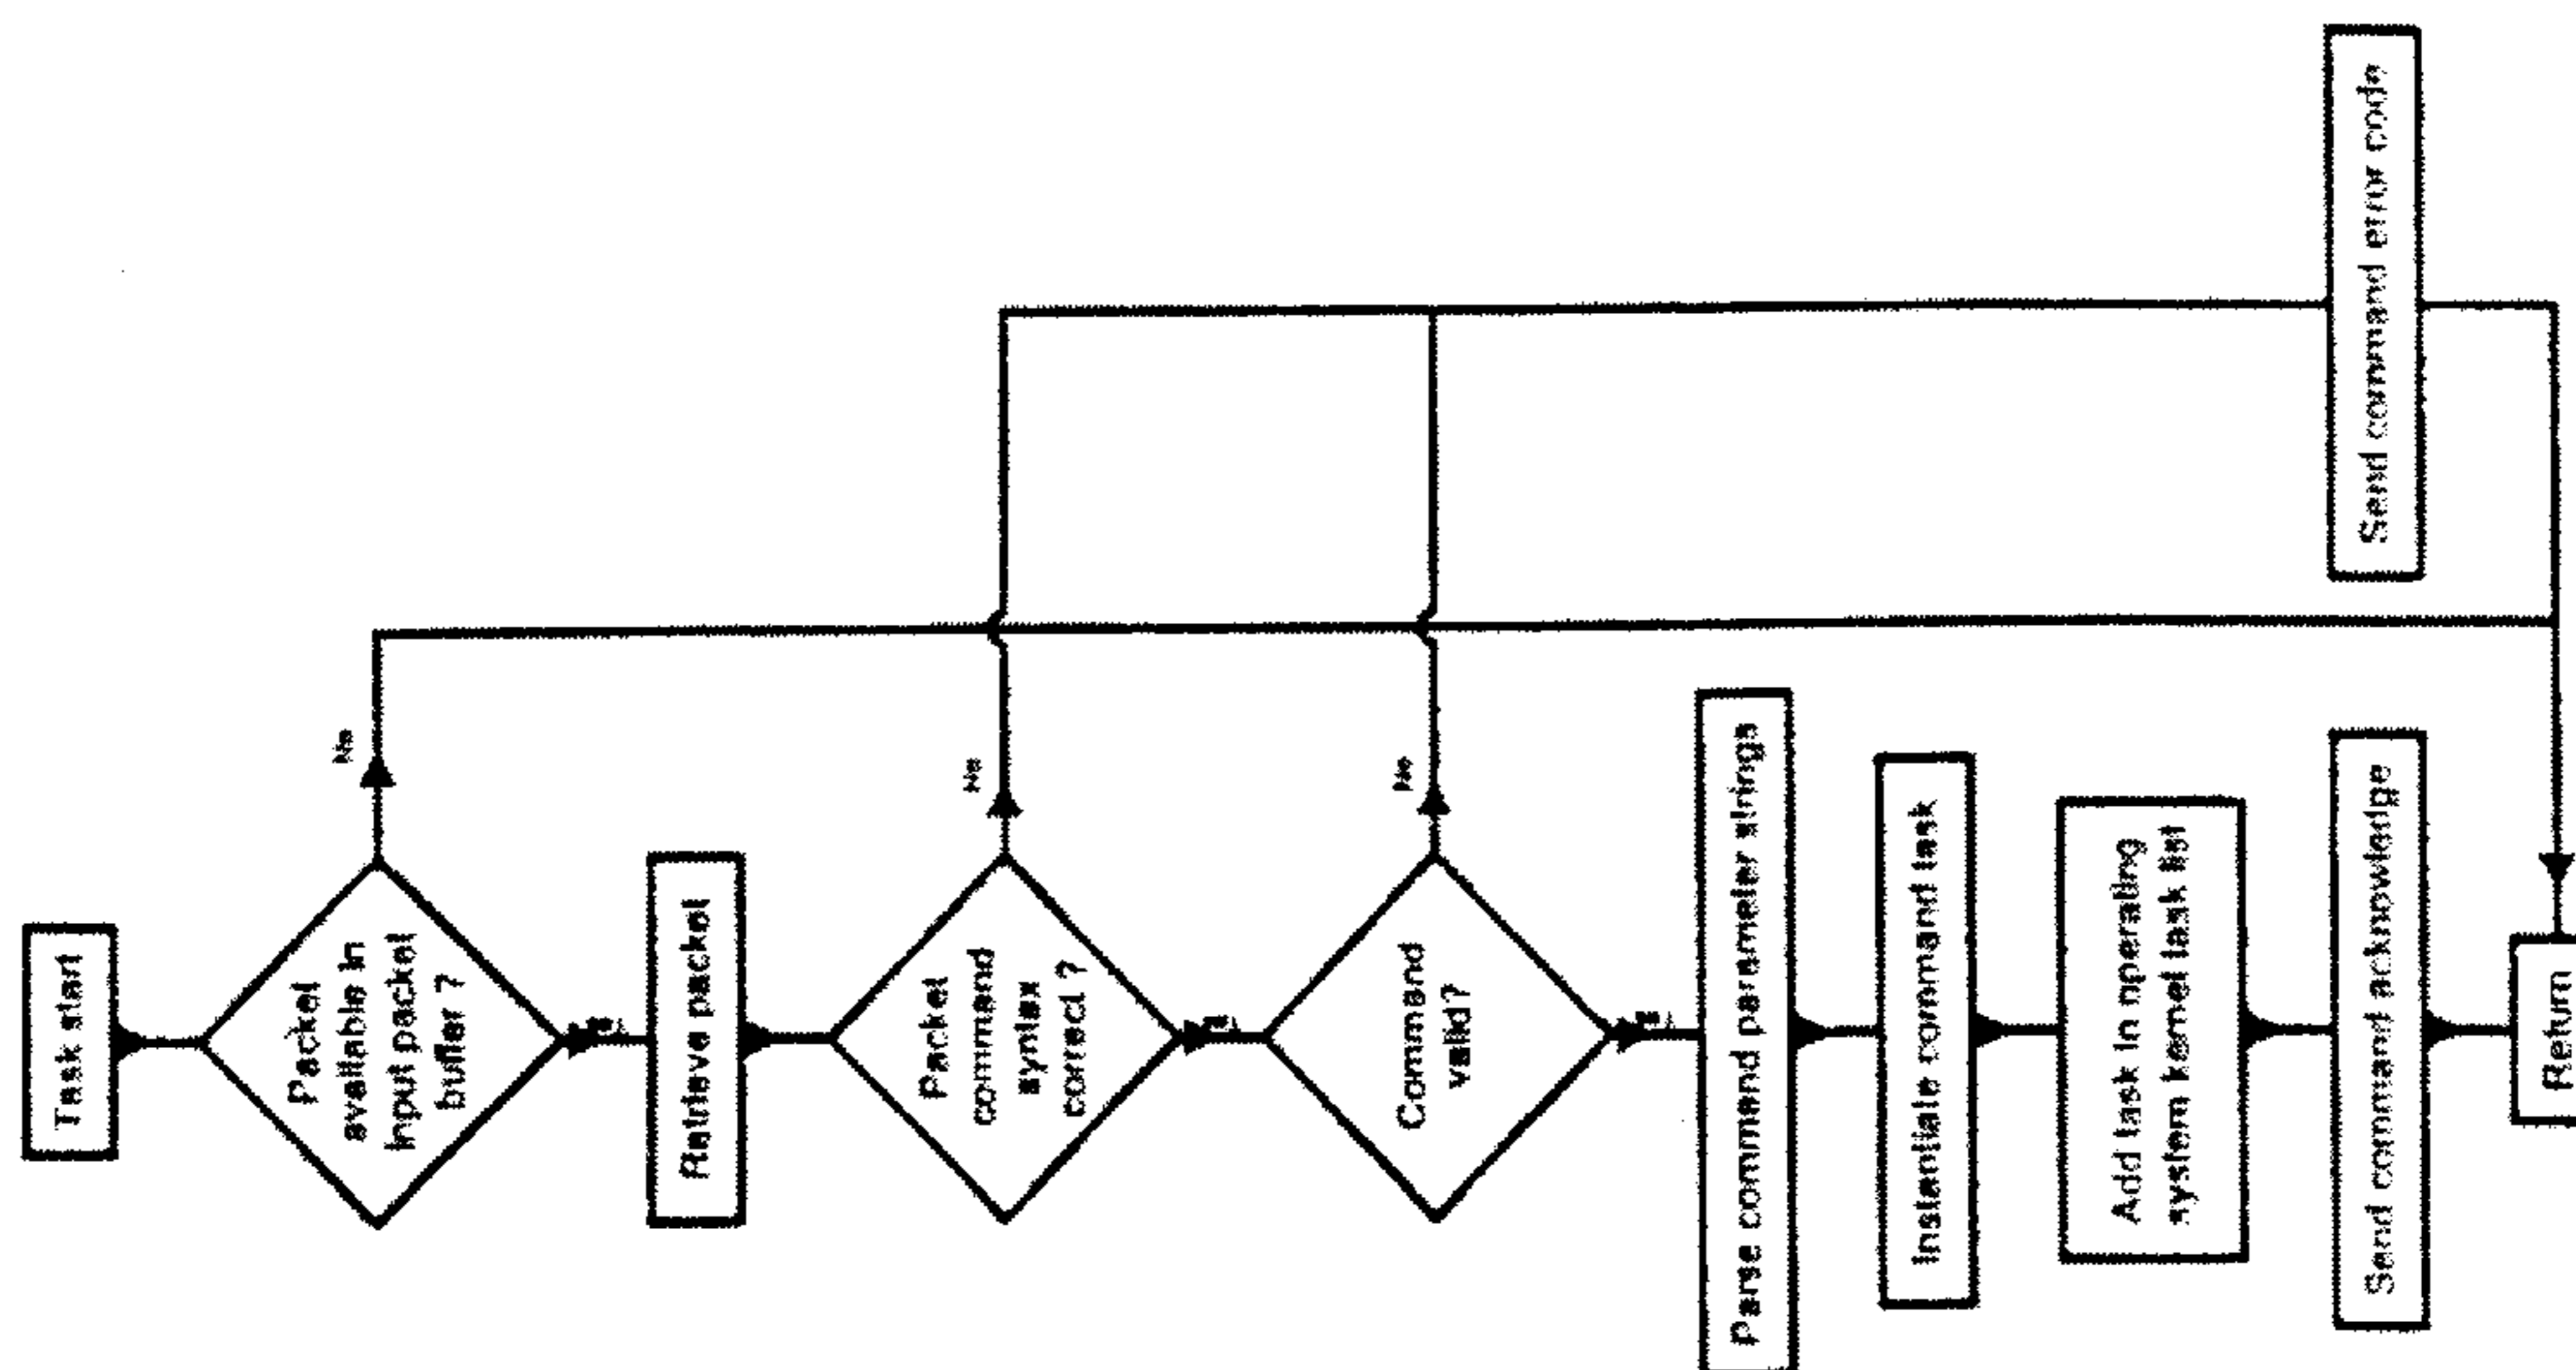 Task start
Packet
available in
input packet
buffer ?
No
Retrieve packet
Packet
command
syntax
correct ?
No
Command
valid?
No
Parse command parameter strings
Instantiate command task
Add task in operating
system kernel task list
Send command acknowledge
Send command error code
Return